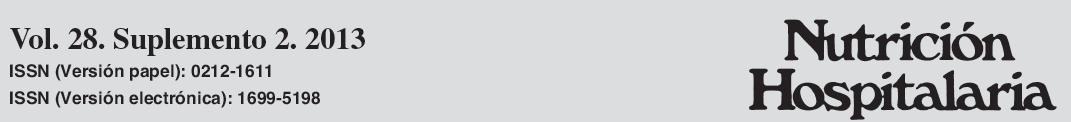 Vol. 28. Suplemento 2. 2013
ISSN (Versión papel): 0212-1611
ISSN (Versión electrónica): 1699-5198
Nutrición
Hospitalaria